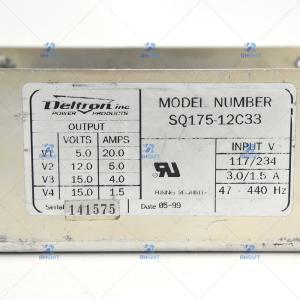 Deltron inc
POWER PRODUCTS
MODEL NUMBER
SQ175-12C33
OUTPUT
VOLTS AMPS
V1 5.0 20.0
V2 12.0 5.0
V3 15.0 4.0
V4 15.0 1.5
INPUT V
117/234
3.0/1.5 A
47 - 440 Hz
Serial 141575
Date 05-99
RHSMT